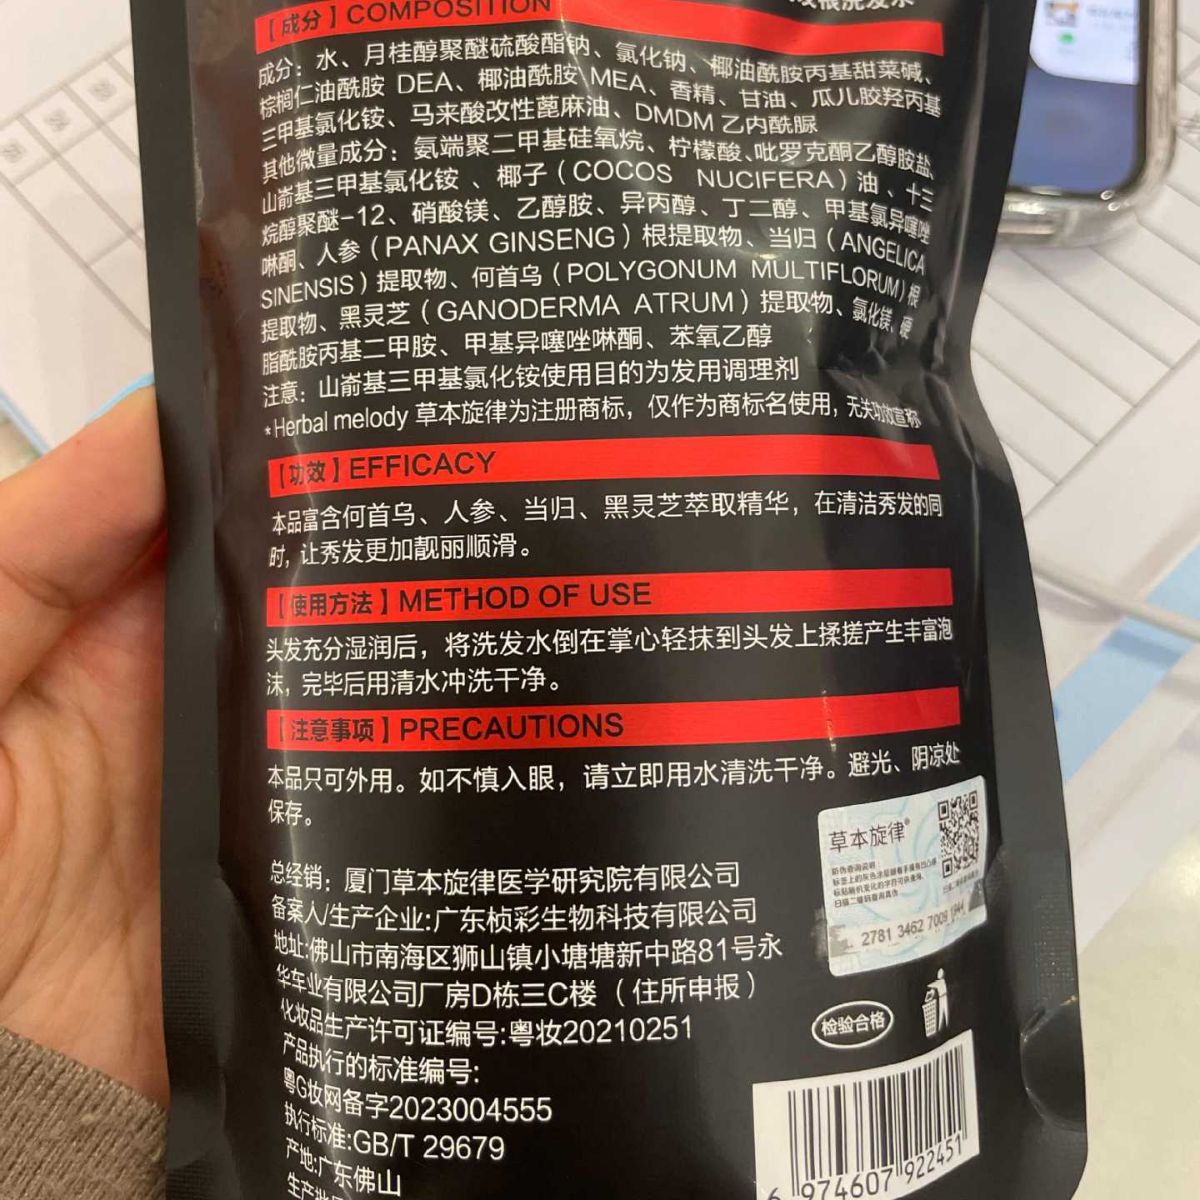 【成分】COMPOSITION
成分：水、月桂醇聚醚硫酸酯钠、氯化钠、椰油酰胺丙基甜菜碱、
棕榈仁油酰胺 DEA、椰油酰胺 MEA、香精、甘油、瓜儿胶羟丙基
三甲基氯化铵、马来酸改性蓖麻油、DMDM 乙内酰脲
其他微量成分：氨端聚二甲基硅氧烷、柠檬酸、吡罗克酮乙醇胺盐、
山嵛基三甲基氯化铵 、椰子（COCOS NUCIFERA）油 、十三
烷醇聚醚-12、硝酸镁、乙醇胺、异丙醇、丁二醇、甲基氯异噻唑
啉酮、人参（PANAX GINSENG）根提取物、当归（ANGELICA
SINENSIS）提取物、何首乌（POLYGONUM MULTIFLORUM）根
提取物、黑灵芝（GANODERMA ATRUM）提取物、氯化镁、硬
脂酰胺丙基二甲胺、甲基异噻唑啉酮、苯氧乙醇
注意：山嵛基三甲基氯化铵使用目的为发用调理剂
*Herbal melody 草本旋律为注册商标，仅作为商标名使用，无关功效宣称
【功效】EFFICACY
本品富含何首乌、人参、当归、黑灵芝萃取精华，在清洁秀发的同
时，让秀发更加靓丽顺滑。
【使用方法】METHOD OF USE
头发充分湿润后，将洗发水倒在掌心轻抹到头发上揉搓产生丰富泡
沫，完毕后用清水冲洗干净。
【注意事项】PRECAUTIONS
本品只可外用。如不慎入眼，请立即用水清洗干净。避光、阴凉处
保存。
草本旋律®
防伪查询说明：
2781 3462 7009 1944
总经销：厦门草本旋律医学研究院有限公司
备案人/生产企业:广东桢彩生物科技有限公司
地址:佛山市南海区狮山镇小塘塘新中路81号永
华车业有限公司厂房D栋三C楼 （住所申报）
化妆品生产许可证编号:粤妆20210251
产品执行的标准编号:
粤G妆网备字2023004555
执行标准:GB/T 29679
产地:广东佛山
检验合格
6 974607 922451